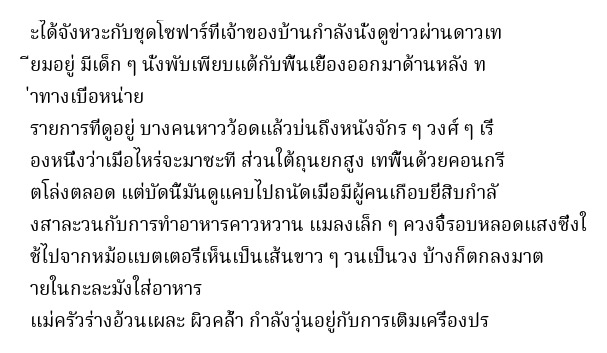 ะได้จังหวะกับชุดโซฟาร์ที่เจ้าของบ้านกำลังนั่งดูข่าวผ่านดาวเท
ียมอยู่ มีเด็ก ๆ นั่งพับเพียบแต้กับพื้นเยื้องออกมาด้านหลัง ท
่าทางเบื่อหน่าย
รายการที่ดูอยู่ บางคนหาวว้อดแล้วบ่นถึงหนังจักร ๆ วงศ์ ๆ เรื่
องหนึ่งว่าเมื่อไหร่จะมาซะที ส่วนใต้ถุนยกสูง เทพื้นด้วยคอนกรี
ตโล่งตลอด แต่บัดนี้มันดูแคบไปถนัดเมื่อมีผู้คนเกือบยี่สิบกำลั
งสาละวนกับการทำอาหารคาวหวาน แมลงเล็ก ๆ ควงจี๋รอบหลอดแสงซึ่งใ
ช้ไปจากหม้อแบตเตอรี่เห็นเป็นเส้นขาว ๆ วนเป็นวง บ้างก็ตกลงมาต
ายในกะละมังใส่อาหาร
แม่ครัวร่างอ้วนเผละ ผิวคล้ำ กำลังวุ่นอยู่กับการเติมเครื่องปร